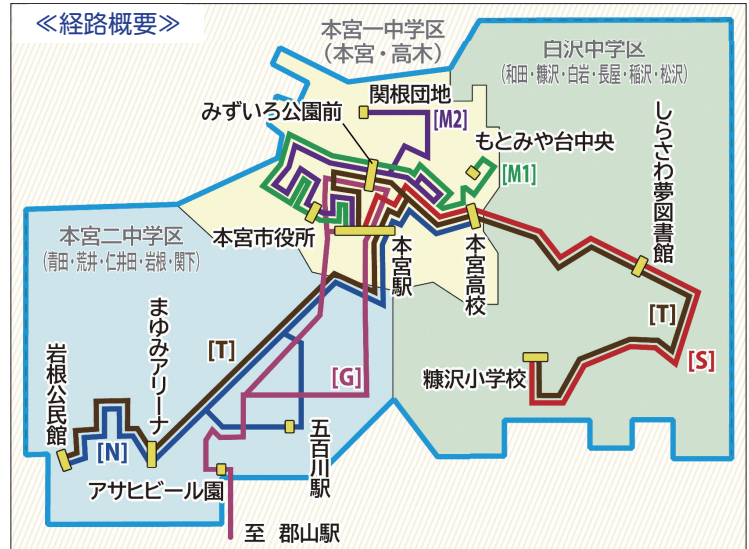 ≪経路概要≫
本宮一中学区
(本宮・高木)
白沢中学区
(和田・糠沢・白岩・長屋・稲沢・松沢)
関根団地
みずいろ公園前
[M2]
もとみや台中央
[M1]
しらさわ夢図書館
本宮二中学区
(青田・荒井・仁井田・岩根・関下)
本宮市役所
本宮駅
本宮高校
まゆみアリーナ
[T]
[T]
岩根公民館
[G]
糠沢小学校
[S]
[N]
五百川駅
アサヒビール園
至 郡山駅